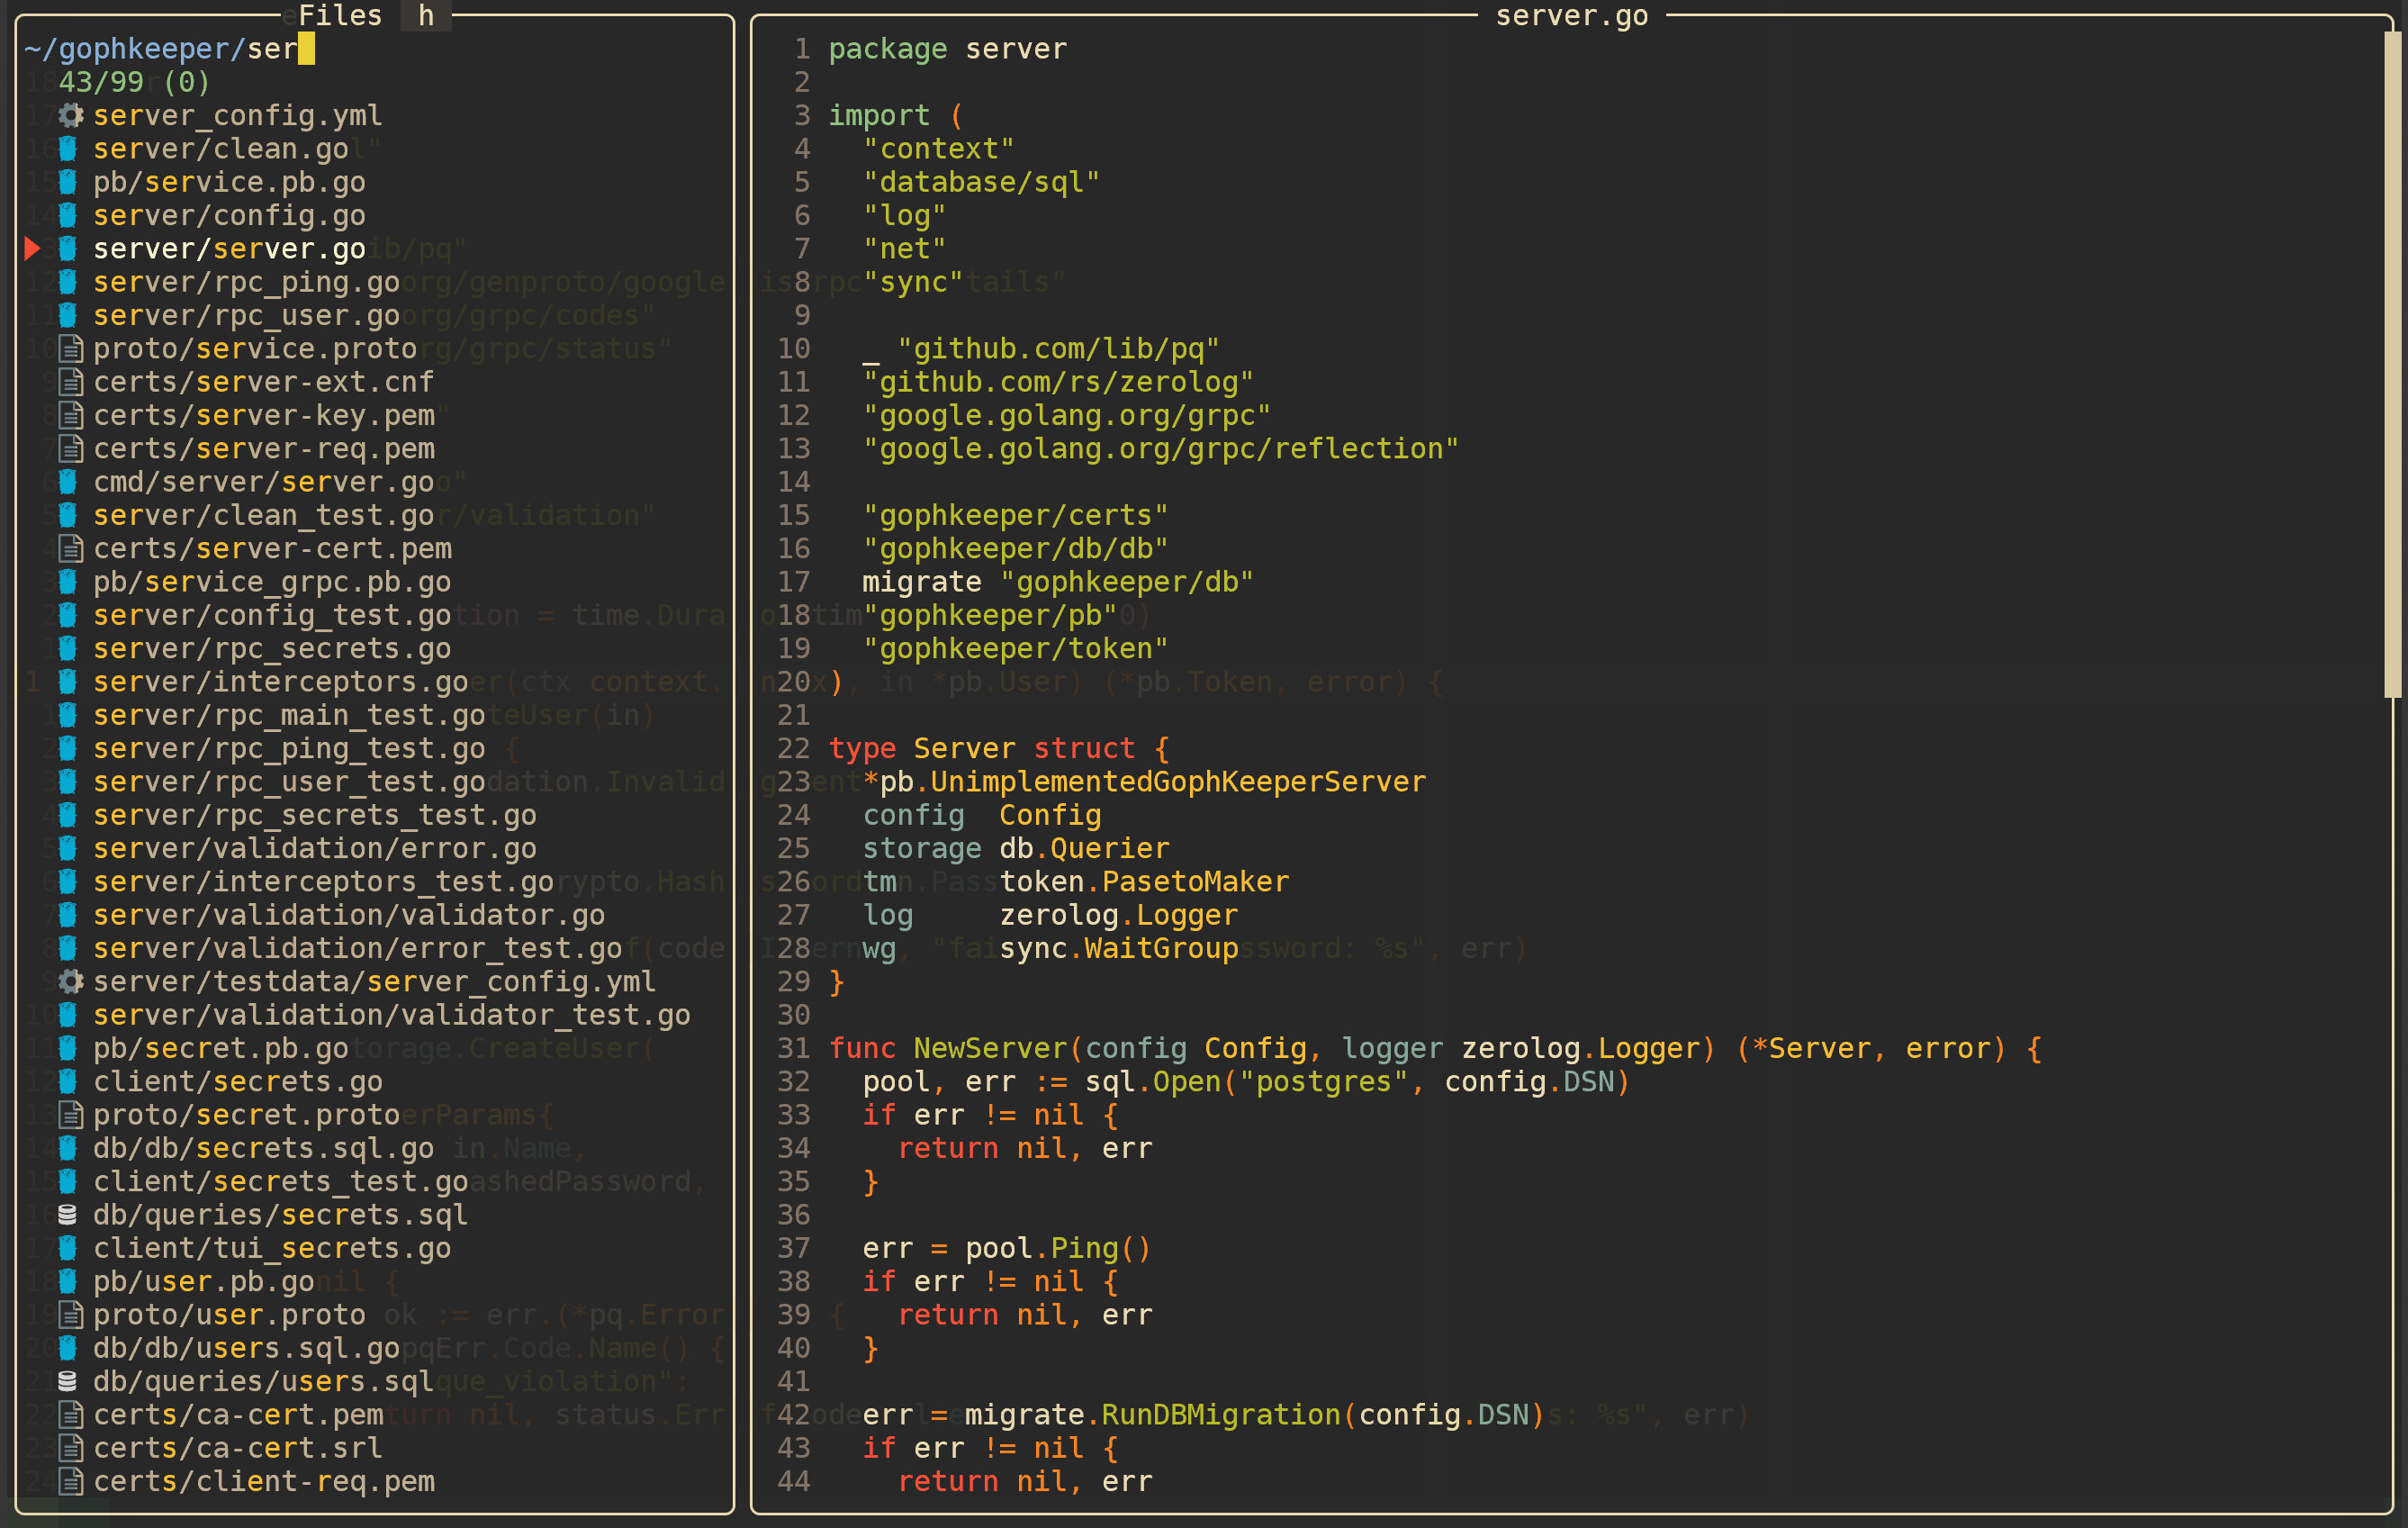 Files h
~/gophkeeper/ser
43/99 (0)
server_config.yml
server/clean.go
pb/service.pb.go
server/config.go
server/server.go
server/rpc_ping.go
server/rpc_user.go
proto/service.proto
certs/server-ext.cnf
certs/server-key.pem
certs/server-req.pem
cmd/server/server.go
server/clean_test.go
certs/server-cert.pem
pb/service_grpc.pb.go
server/config_test.go
server/rpc_secrets.go
server/interceptors.go
server/rpc_main_test.go
server/rpc_ping_test.go
server/rpc_user_test.go
server/rpc_secrets_test.go
server/validation/error.go
server/interceptors_test.go
server/validation/validator.go
server/validation/error_test.go
server/testdata/server_config.yml
server/validation/validator_test.go
pb/secret.pb.go
client/secrets.go
proto/secret.proto
db/db/secrets.sql.go
client/secrets_test.go
db/queries/secrets.sql
client/tui_secrets.go
pb/user.pb.go
proto/user.proto
db/db/users.sql.go
db/queries/users.sql
certs/ca-cert.pem
certs/ca-cert.srl
certs/client-req.pem
server.go
1 package server
2
3 import (
4 "context"
5 "database/sql"
6 "log"
7 "net"
8 "sync"
9
10 _ "github.com/lib/pq"
11 "github.com/rs/zerolog"
12 "google.golang.org/grpc"
13 "google.golang.org/grpc/reflection"
14
15 "gophkeeper/certs"
16 "gophkeeper/db/db"
17 migrate "gophkeeper/db"
18 "gophkeeper/pb"
19 "gophkeeper/token"
20 )
21
22 type Server struct {
23 *pb.UnimplementedGophKeeperServer
24 config Config
25 storage db.Querier
26 tm token.PasetoMaker
27 log zerolog.Logger
28 wg sync.WaitGroup
29 }
30
31 func NewServer(config Config, logger zerolog.Logger) (*Server, error) {
32 pool, err := sql.Open("postgres", config.DSN)
33 if err != nil {
34 return nil, err
35 }
36
37 err = pool.Ping()
38 if err != nil {
39 return nil, err
40 }
41
42 err = migrate.RunDBMigration(config.DSN)
43 if err != nil {
44 return nil, err